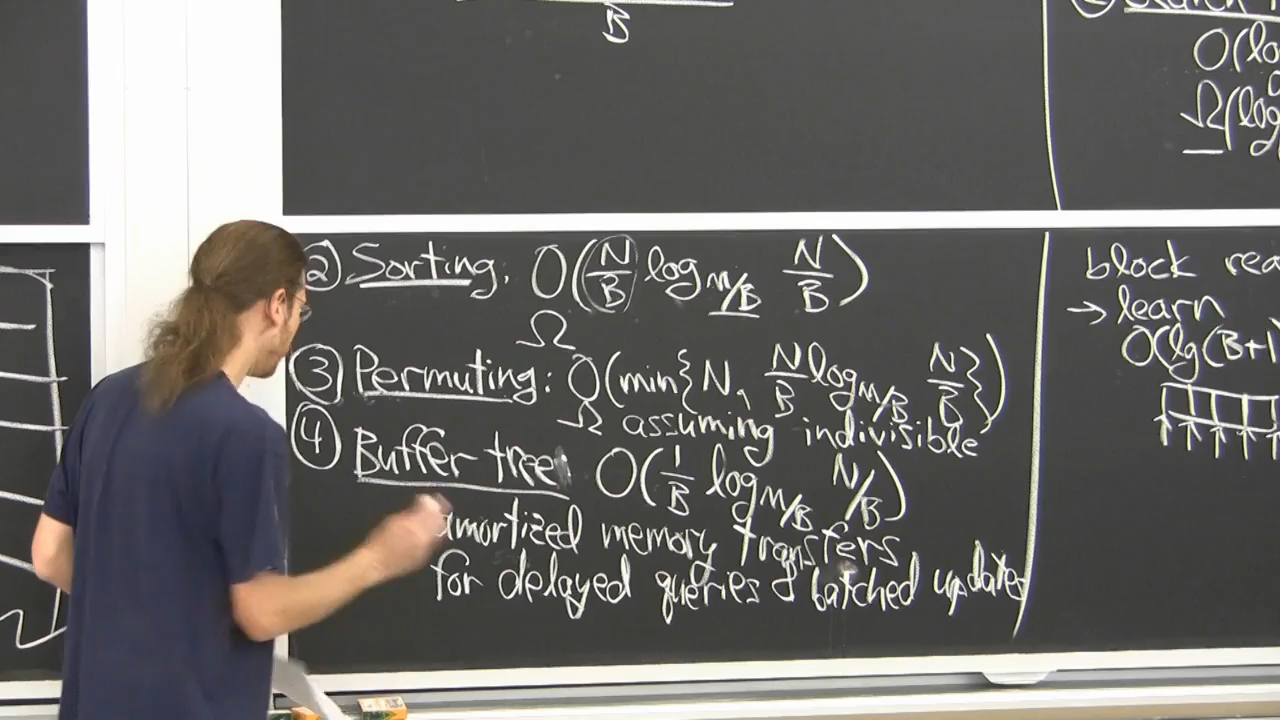 B
O(lo
Ω(log
② Sorting: O(N/B log_{M/B} N/B)
Ω
③ Permuting: O(min{N, N/B log_{M/B} N/B})
Ω assuming indivisible
④ Buffer tree: O(1/B log_{M/B} N/B)
amortized memory transfers
for delayed queries & batched updates
block rea
→ learn
O(lg(B+1)